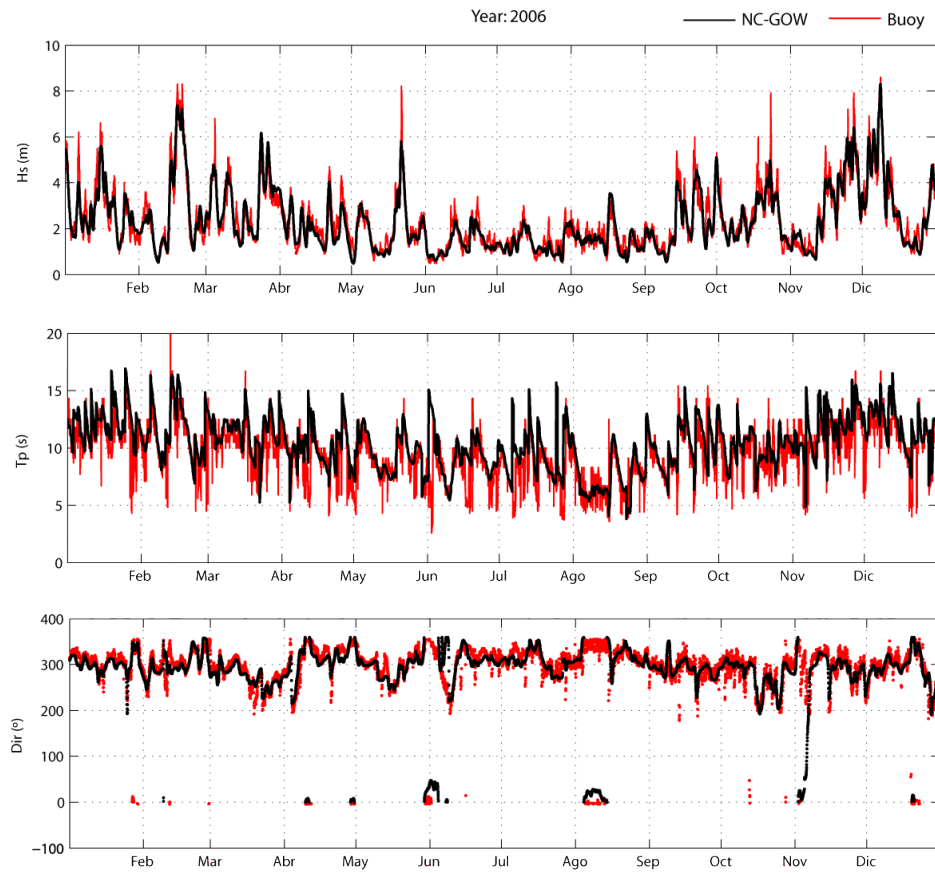 Year: 2006 NC-GOW Buoy
10
8
6
4
2
0
Hs (m)
Feb Mar Abr May Jun Jul Ago Sep Oct Nov Dic
20
15
10
5
0
Tp (s)
Feb Mar Abr May Jun Jul Ago Sep Oct Nov Dic
400
300
200
100
0
−100
Dir (º)
Feb Mar Abr May Jun Jul Ago Sep Oct Nov Dic